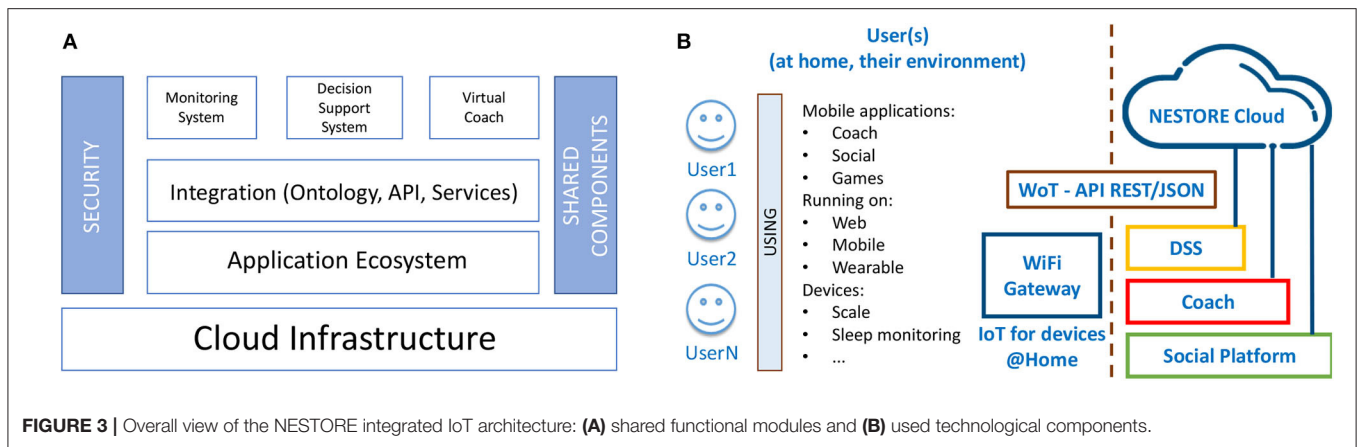 A
SECURITY
Monitoring
System
Decision
Support
System
Virtual
Coach
SHARED
COMPONENTS
Integration (Ontology, API, Services)
Application Ecosystem
Cloud Infrastructure
B
User(s)
(at home, their environment)
User1
User2
UserN
USING
Mobile applications:
• Coach
• Social
• Games
Running on:
• Web
• Mobile
• Wearable
Devices:
• Scale
• Sleep monitoring
• ...
WiFi
Gateway
IoT for devices
@Home
WoT - API REST/JSON
NESTORE Cloud
DSS
Coach
Social Platform
FIGURE 3 | Overall view of the NESTORE integrated IoT architecture: (A) shared functional modules and (B) used technological components.